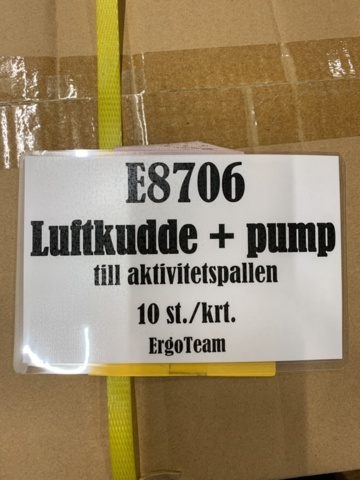 E8706
Luftkudde + pump
till aktivitetspallen
10 st./krt.
ErgoTeam